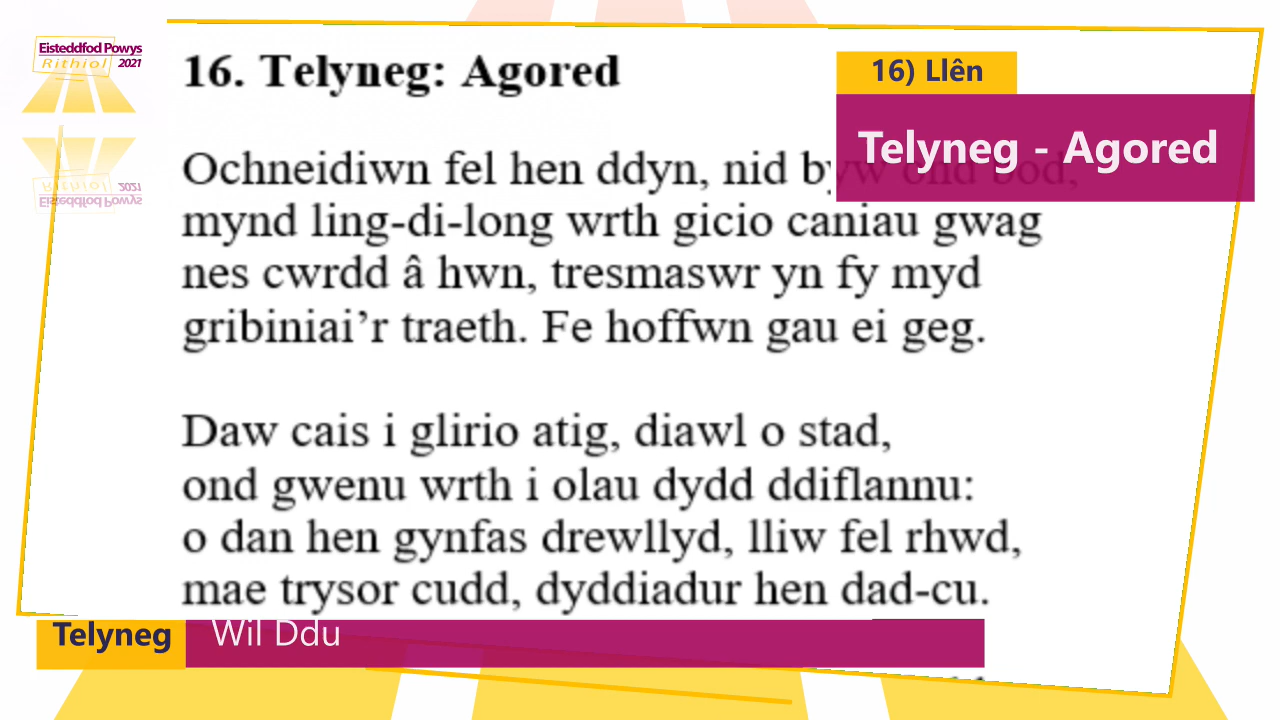 Eisteddfod Powys
Rithiol 2021
16. Telyneg: Agored
16) Llên
Telyneg - Agored
Ochneidiwn fel hen ddyn, nid byw ond bod,
mynd ling-di-long wrth gicio caniau gwag
nes cwrdd â hwn, tresmaswr yn fy myd
gribiniai’r traeth. Fe hoffwn gau ei geg.
Daw cais i glirio atig, diawl o stad,
ond gwenu wrth i olau dydd ddiflannu:
o dan hen gynfas drewllyd, lliw fel rhwd,
mae trysor cudd, dyddiadur hen dad-cu.
Telyneg Wil Ddu